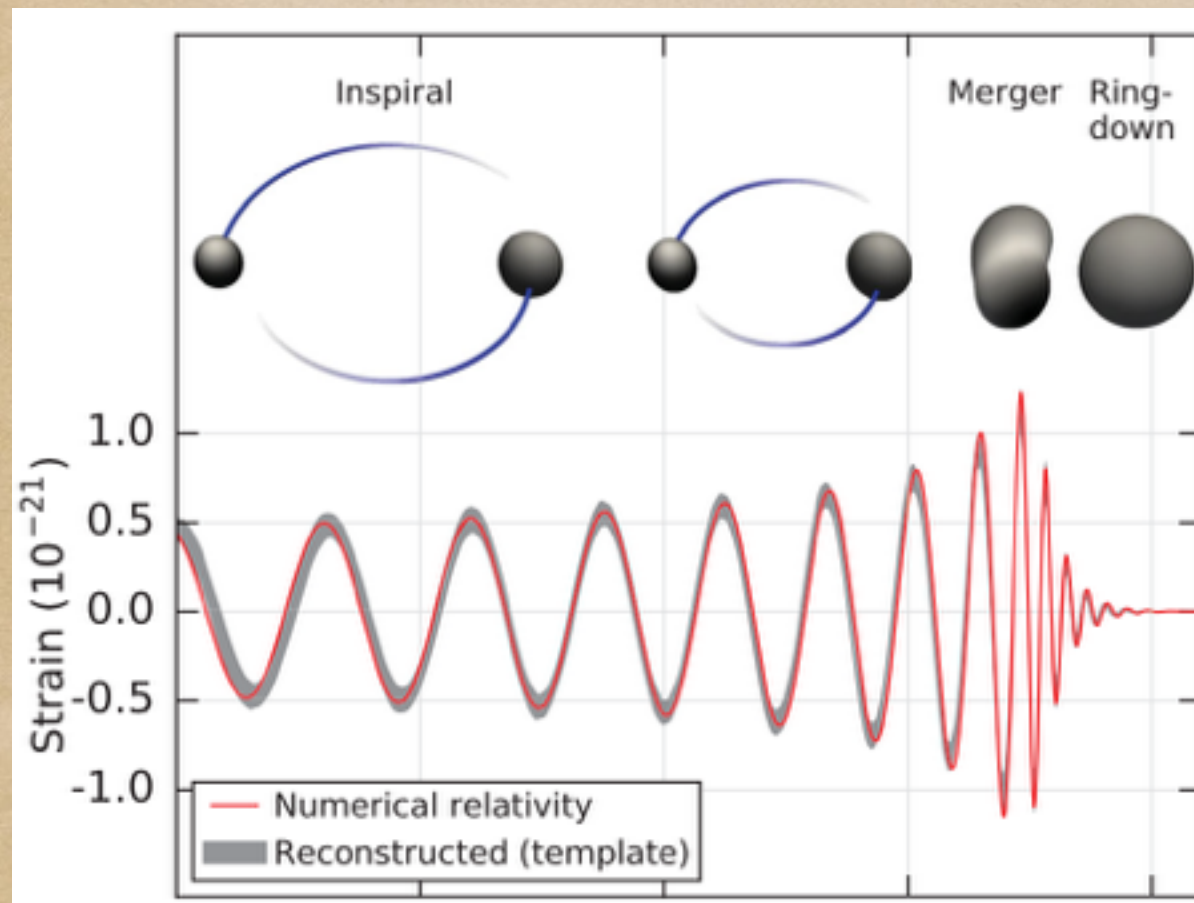 Inspiral
Merger
Ring-
down
1.0
0.5
0.0
-0.5
-1.0
Strain (10⁻²¹)
Numerical relativity
Reconstructed (template)